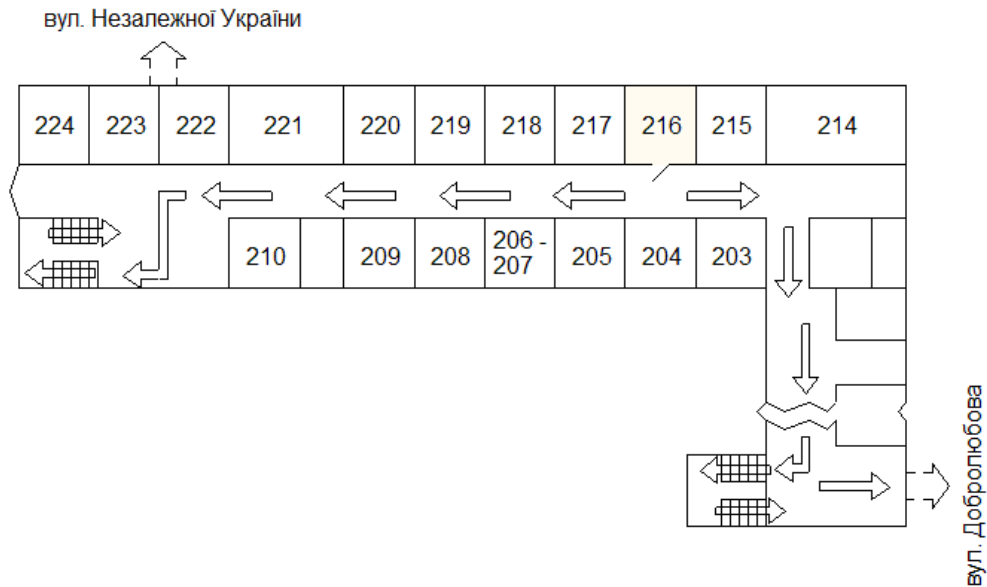 вул. Незалежної України
224 223 222 221 220 219 218 217 216 215 214
210 209 208 206 - 205 204 203
207
вул. Добролюбова